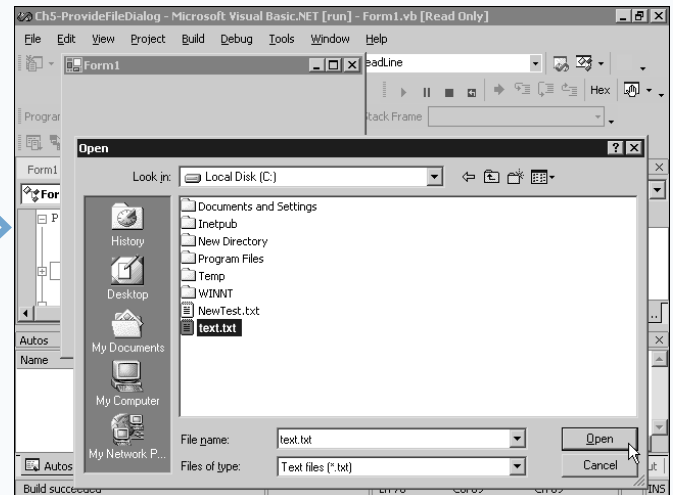 Ch5-ProvideFileDialog - Microsoft Visual Basic.NET [run] - Form1.vb [Read Only]
File Edit View Project Build Debug Tools Window Help
Form1
eadLine
Hex
Progra
Stack Frame
Open
Form1
Look in: Local Disk (C:)
For
P
History
Desktop
My Documents
My Computer
My Network P...
Documents and Settings
Inetpub
New Directory
Program Files
Temp
WINNT
NewTest.txt
text.txt
Autos
Name
File name: text.txt Open
Files of type: Text files (*.txt) Cancel
Autos
Build succeeded
INS